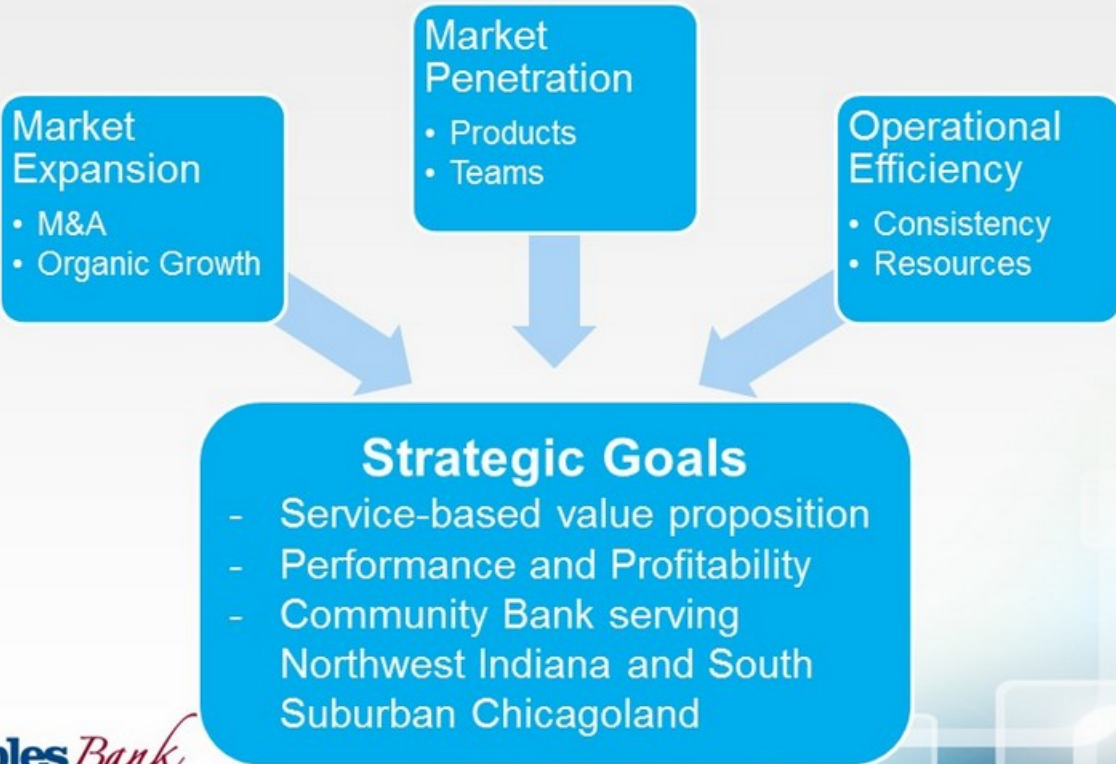 Market
Penetration
• Products
• Teams
Market
Expansion
• M&A
• Organic Growth
Operational
Efficiency
• Consistency
• Resources
Strategic Goals
- Service-based value proposition
- Performance and Profitability
- Community Bank serving
Northwest Indiana and South
Suburban Chicagoland
Bank